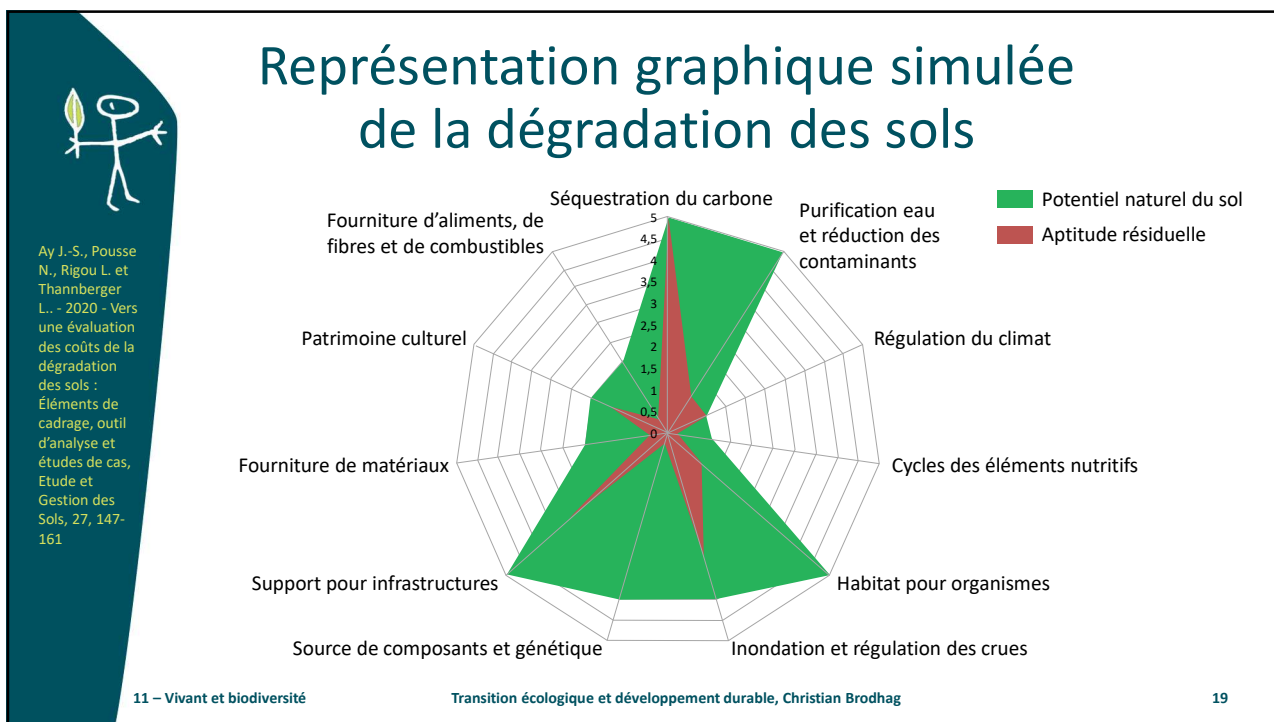 Représentation graphique simulée
de la dégradation des sols
Ay J.-S., Pousse
N., Rigou L. et
Thannberger
L.. - 2020 - Vers
une évaluation
des coûts de la
dégradation
des sols :
Éléments de
cadrage, outil
d'analyse et
études de cas,
Etude et
Gestion des
Sols, 27, 147-
161
Séquestration du carbone
Purification eau
et réduction des
contaminants
Régulation du climat
Cycles des éléments nutritifs
Habitat pour organismes
Inondation et régulation des crues
Source de composants et génétique
Support pour infrastructures
Fourniture de matériaux
Patrimoine culturel
Fourniture d'aliments, de
fibres et de combustibles
5
4,5
4
3,5
3
2,5
2
1,5
1
0,5
0
Potentiel naturel du sol
Aptitude résiduelle
11 – Vivant et biodiversité
Transition écologique et développement durable, Christian Brodhag
19